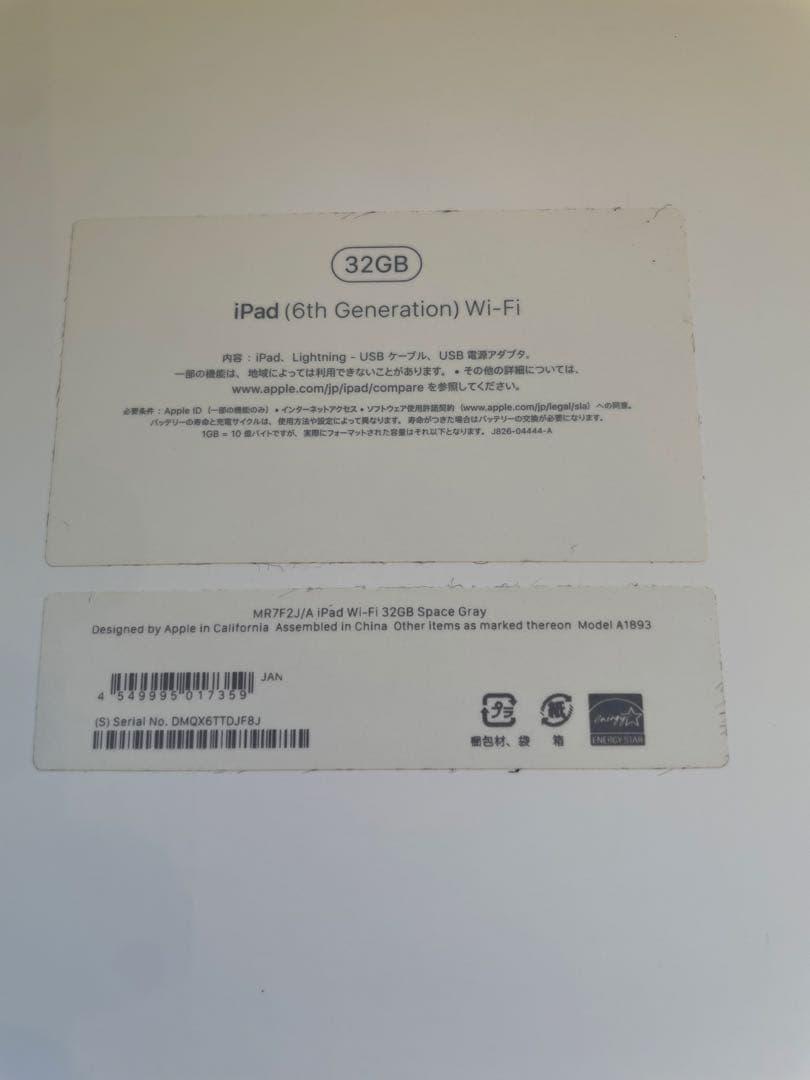 32GB
iPad (6th Generation) Wi-Fi
内容：iPad、Lightning - USB ケーブル、USB 電源アダプタ。
一部の機能は、地域によっては利用できないことがあります。• その他の詳細については、
www.apple.com/jp/ipad/compare を参照してください。
必要条件：Apple ID（一部の機能のみ）• インターネットアクセス • ソフトウェア使用許諾契約（www.apple.com/jp/legal/sla）への同意。
バッテリーの寿命と充電サイクルは、使用方法や設定によって異なります。寿命がつきた場合はバッテリーの交換が必要になります。
1GB = 10 億バイトですが、実際にフォーマットされた容量はそれ以下となります。 J826-04444-A
MR7F2J/A iPad Wi-Fi 32GB Space Gray
Designed by Apple in California Assembled in China Other items as marked thereon Model A1893
JAN
4 549995 017359
(S) Serial No. DMQX6TTDJF8J
プラ
紙
energy
梱包材、袋
箱
ENERGY STAR